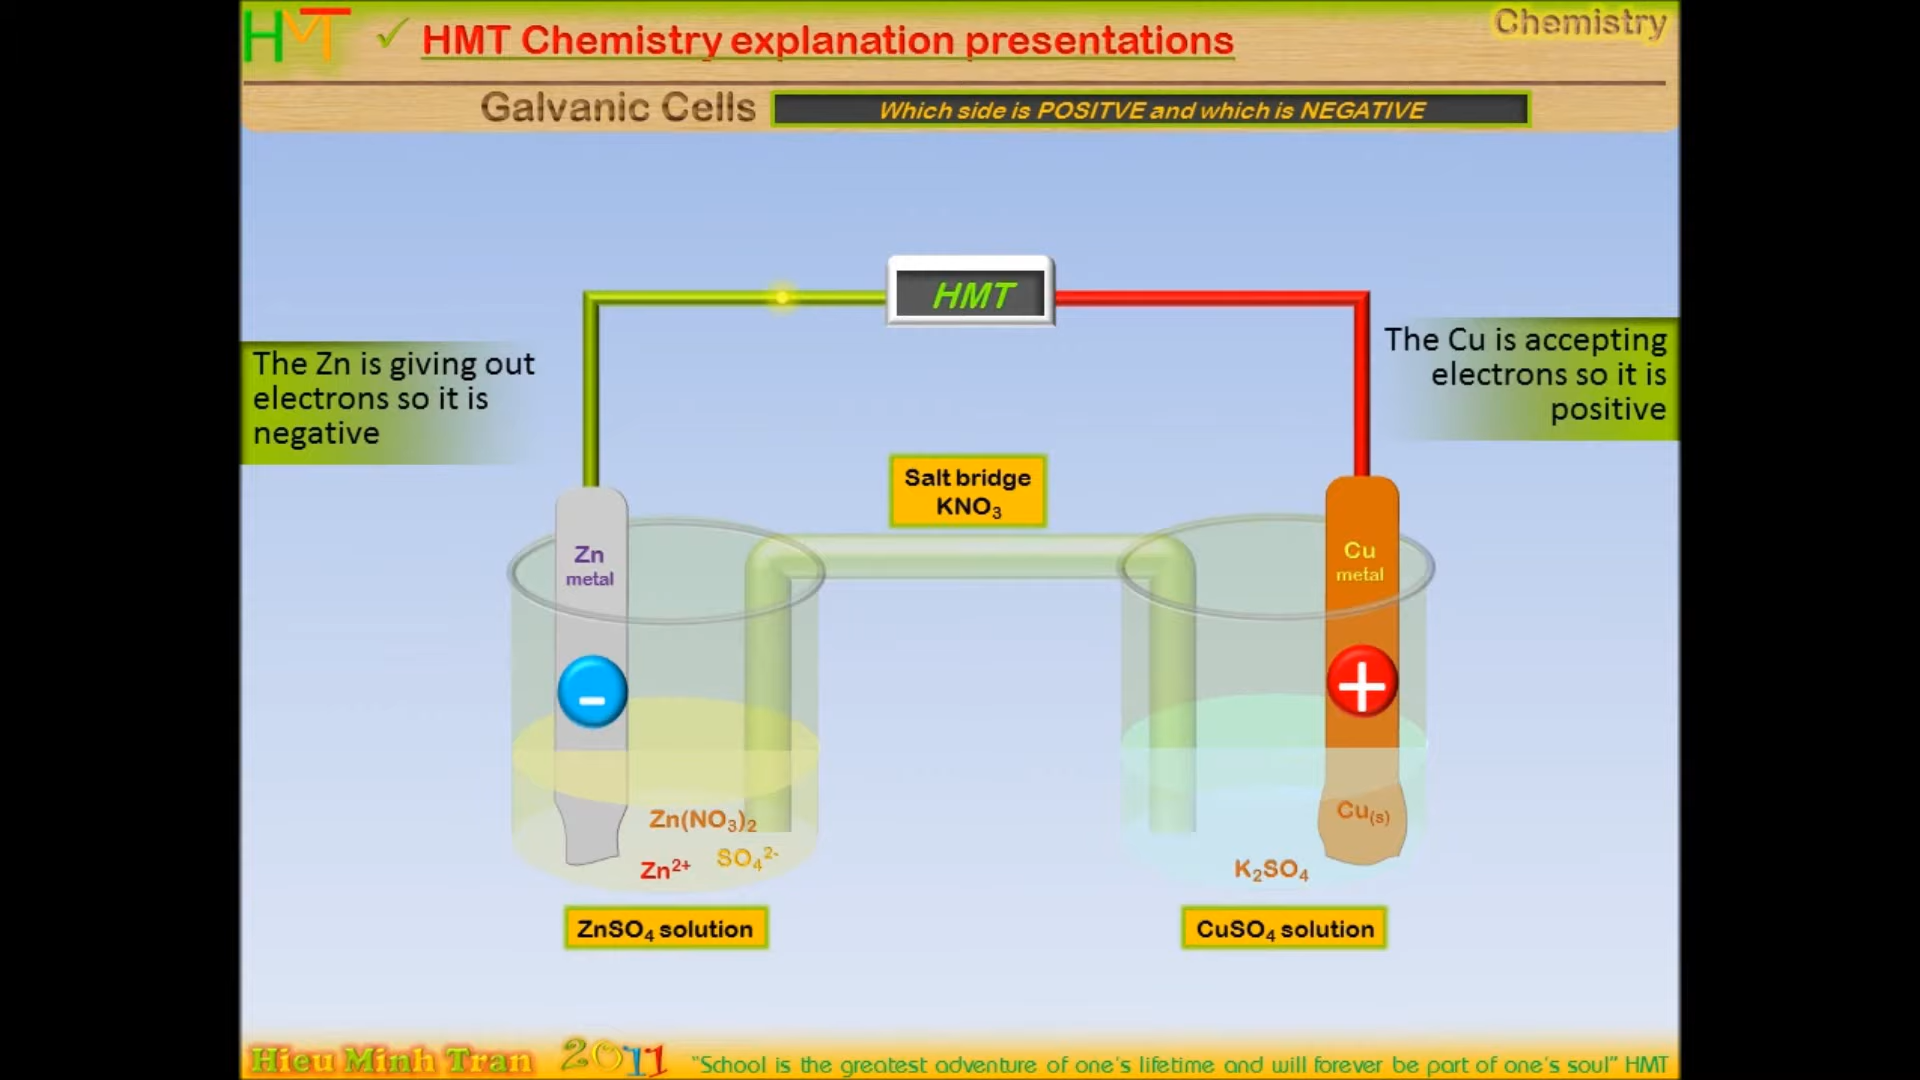 HMT ✓ HMT Chemistry explanation presentations
Chemistry
Galvanic Cells
Which side is POSITVE and which is NEGATIVE
HMT
The Zn is giving out
electrons so it is
negative
The Cu is accepting
electrons so it is
positive
Salt bridge
KNO₃
Zn
metal
-
Cu
metal
+
Zn(NO₃)₂
Zn²⁺ SO₄²⁻
Cu(s)
K₂SO₄
ZnSO₄ solution
CuSO₄ solution
Hieu Minh Tran 2011 "School is the greatest adventure of one's lifetime and will forever be part of one's soul" HMT